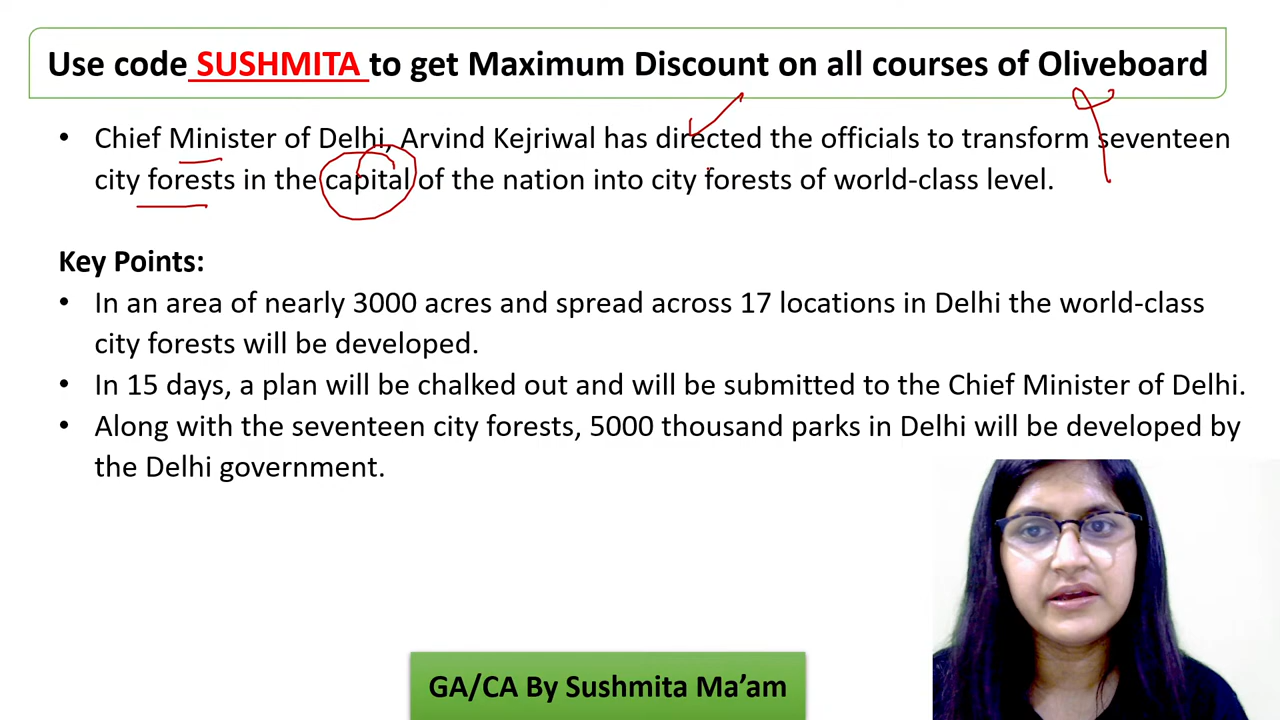 Use code SUSHMITA to get Maximum Discount on all courses of Oliveboard
• Chief Minister of Delhi, Arvind Kejriwal has directed the officials to transform seventeen
city forests in the capital of the nation into city forests of world-class level.
Key Points:
• In an area of nearly 3000 acres and spread across 17 locations in Delhi the world-class
city forests will be developed.
• In 15 days, a plan will be chalked out and will be submitted to the Chief Minister of Delhi.
• Along with the seventeen city forests, 5000 thousand parks in Delhi will be developed by
the Delhi government.
GA/CA By Sushmita Ma’am